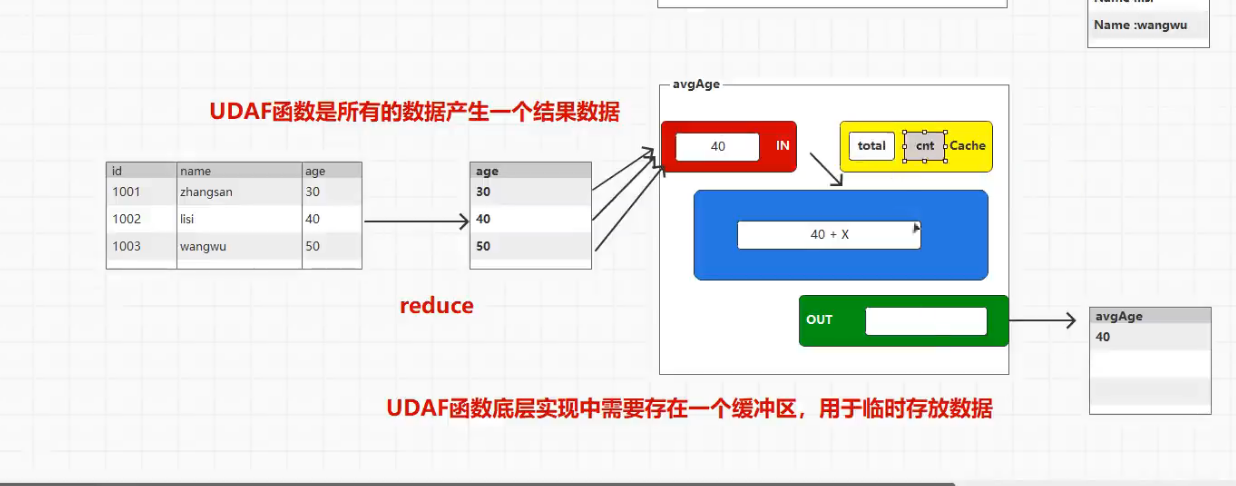 Name :wangwu
avgAge
UDAF函数是所有的数据产生一个结果数据
40 IN
total cnt Cache
id name age
1001 zhangsan 30
1002 lisi 40
1003 wangwu 50
age
30
40
50
40 + X
reduce
OUT
avgAge
40
UDAF函数底层实现中需要存在一个缓冲区，用于临时存放数据